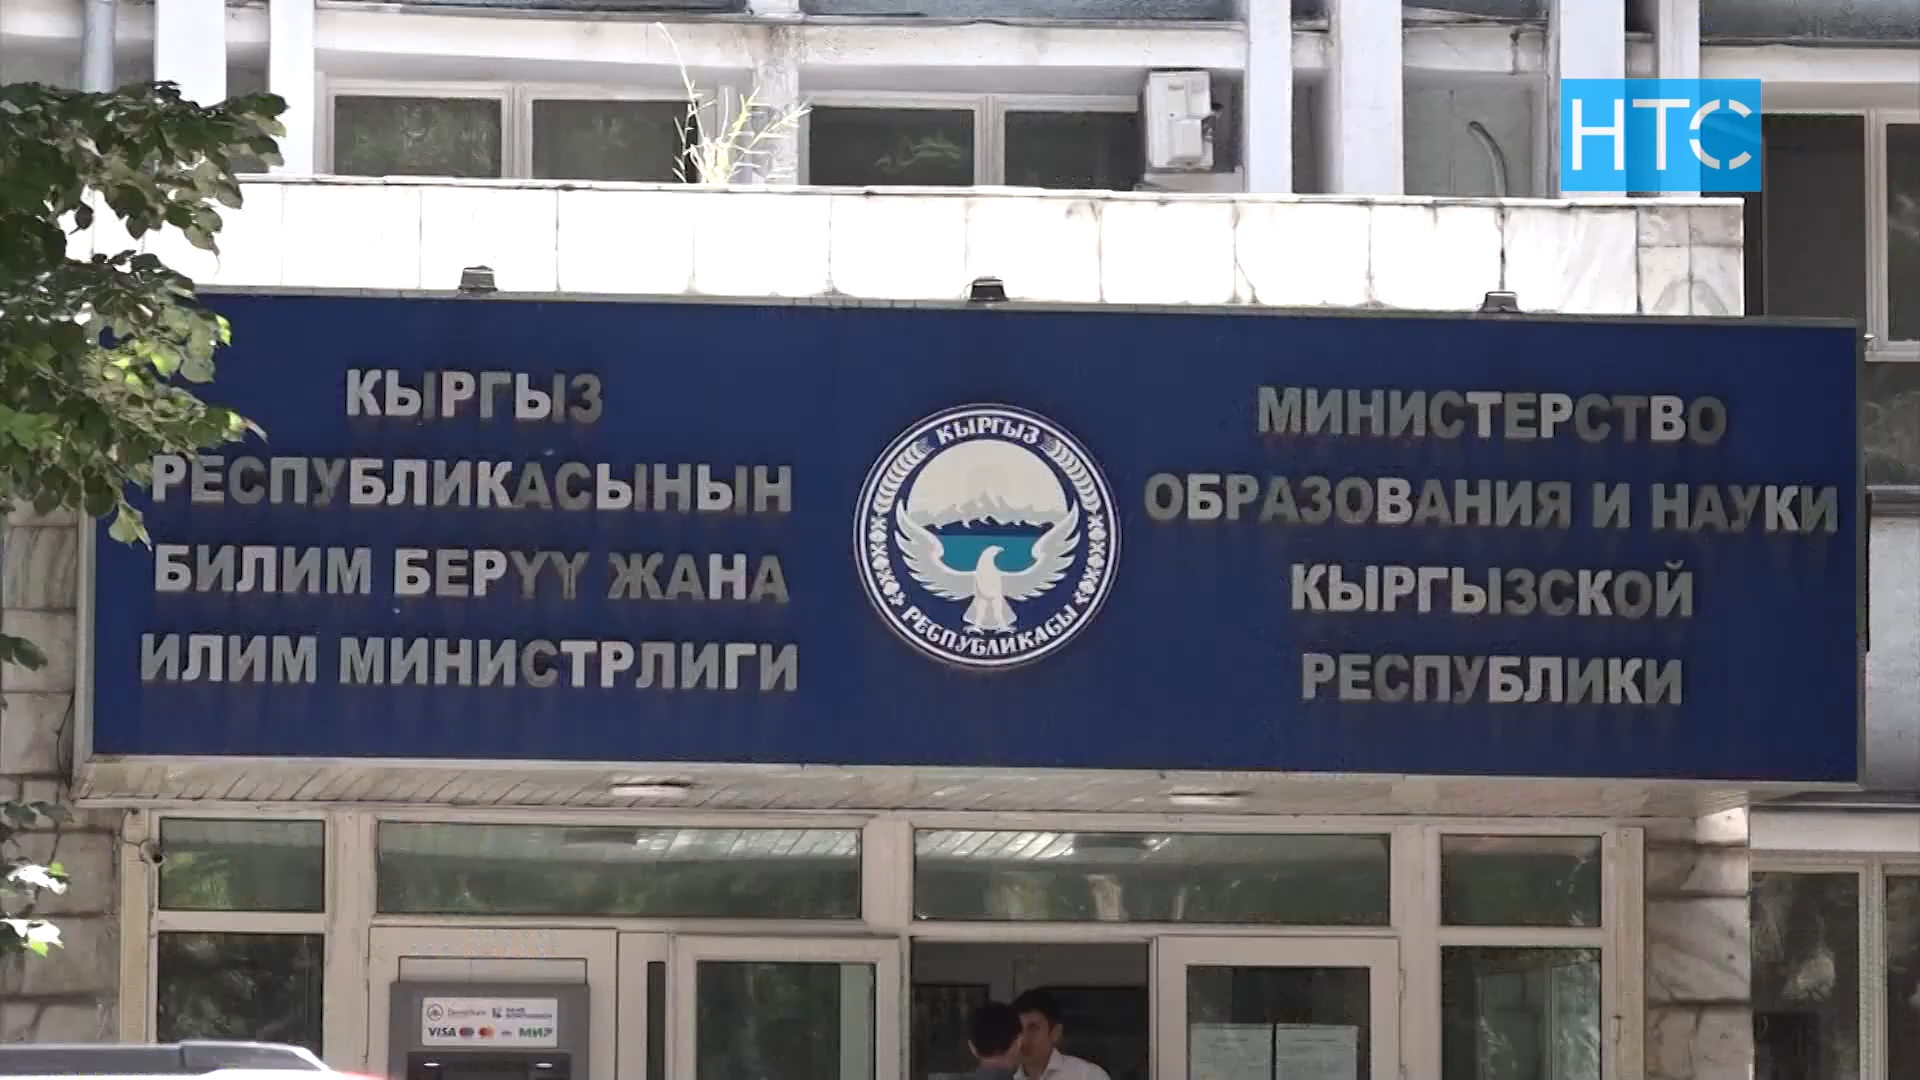 НТС
КЫРГЫЗ
РЕСПУБЛИКАСЫНЫН
БИЛИМ БЕРҮҮ ЖАНА
ИЛИМ МИНИСТРЛИГИ
КЫРГЫЗ
РЕСПУБЛИКАСЫ
МИНИСТЕРСТВО
ОБРАЗОВАНИЯ И НАУКИ
КЫРГЫЗСКОЙ
РЕСПУБЛИКИ
VISA
МИР